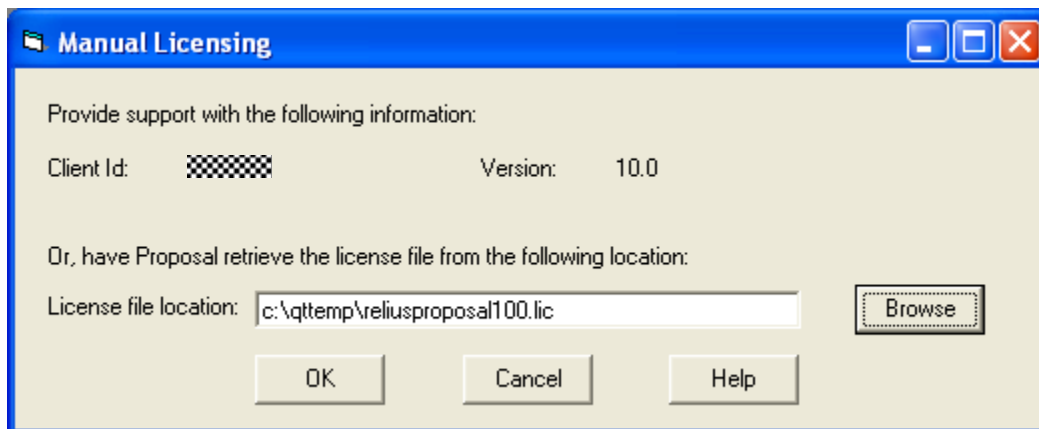 Manual Licensing
Provide support with the following information:
Client Id: Version: 10.0
Or, have Proposal retrieve the license file from the following location:
License file location: c:\qttemp\reliusproposal100.lic Browse
OK Cancel Help